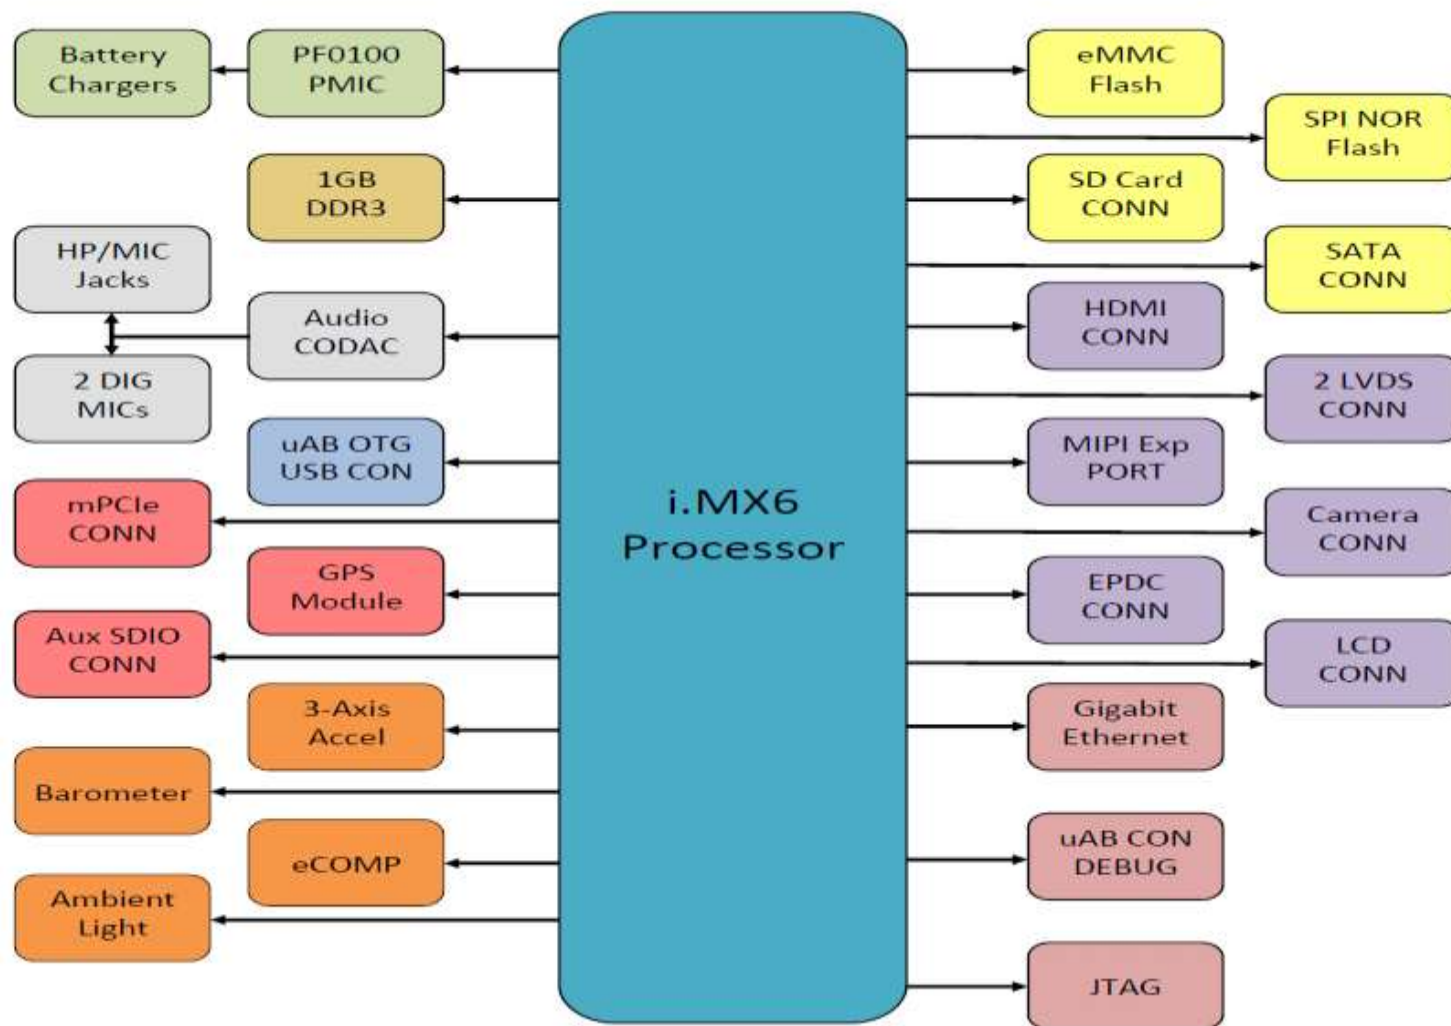 Battery
Chargers
PF0100
PMIC
1GB
DDR3
HP/MIC
Jacks
Audio
CODAC
2 DIG
MICs
uAB OTG
USB CON
mPCIe
CONN
GPS
Module
Aux SDIO
CONN
3-Axis
Accel
Barometer
eCOMP
Ambient
Light
i.MX6
Processor
eMMC
Flash
SPI NOR
Flash
SD Card
CONN
SATA
CONN
HDMI
CONN
2 LVDS
CONN
MIPI Exp
PORT
Camera
CONN
EPDC
CONN
LCD
CONN
Gigabit
Ethernet
uAB CON
DEBUG
JTAG